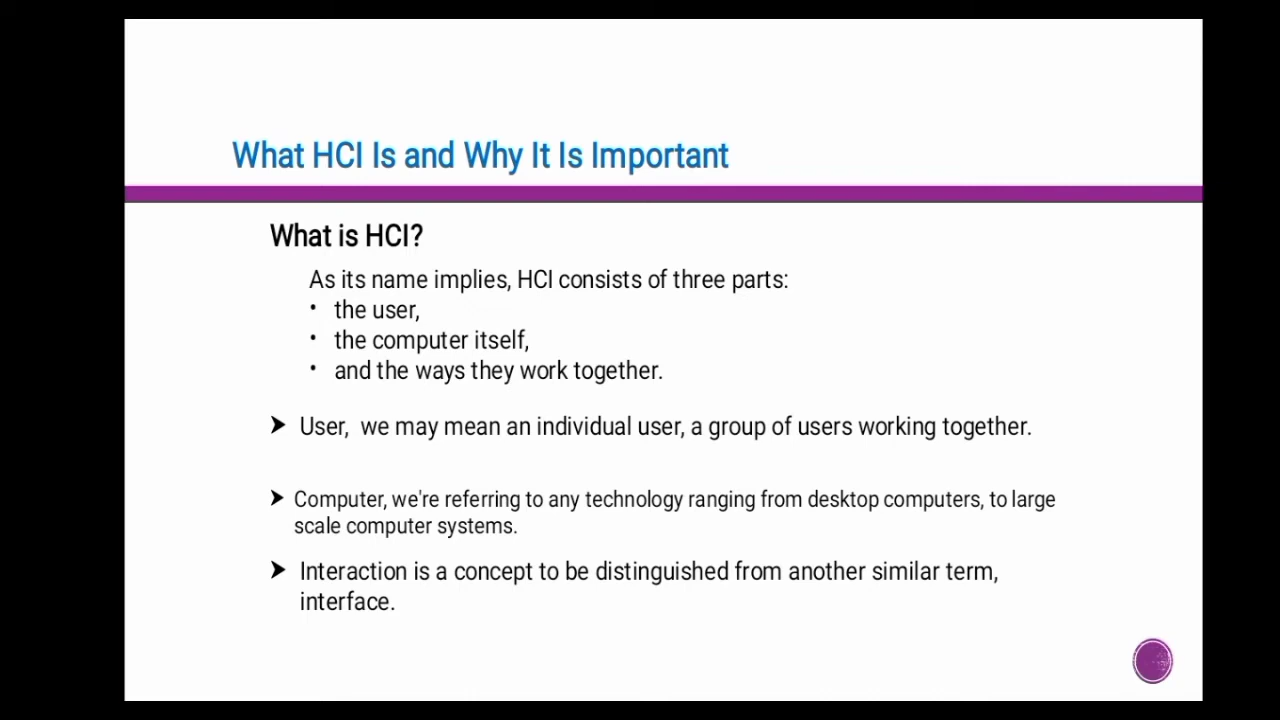 What HCI Is and Why It Is Important
What is HCI?
As its name implies, HCI consists of three parts:
• the user,
• the computer itself,
• and the ways they work together.
➤ User,  we may mean an individual user, a group of users working together.
➤ Computer, we're referring to any technology ranging from desktop computers, to large
scale computer systems.
➤ Interaction is a concept to be distinguished from another similar term,
interface.